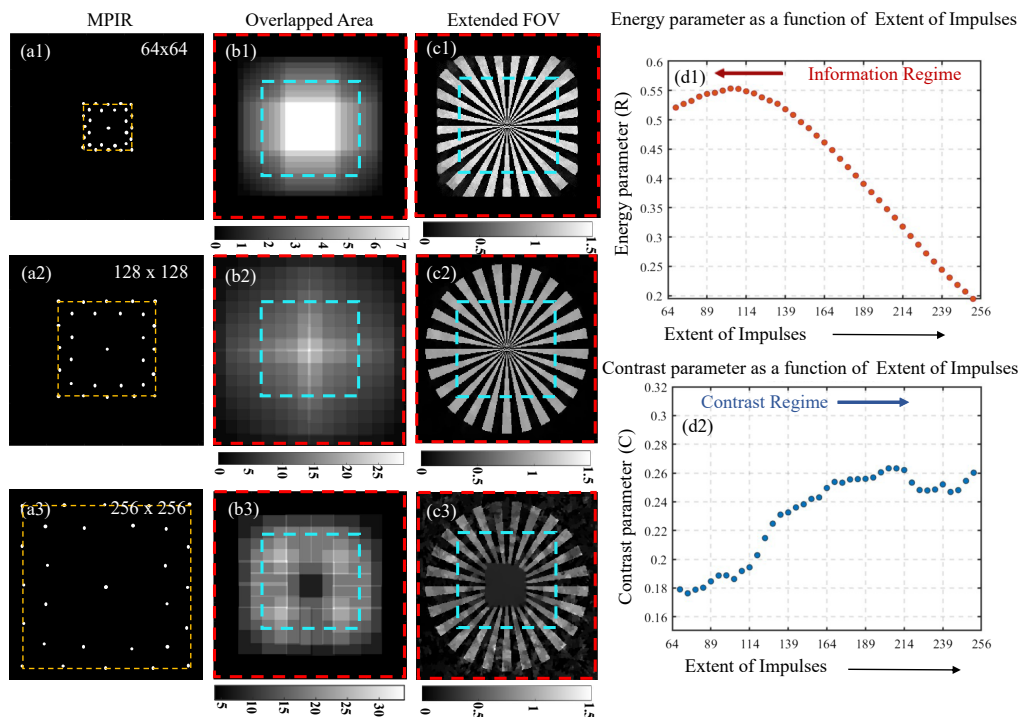 MPIR
Overlapped Area
Extended FOV
(a1)
64x64
(b1)
(c1)
0 1 2 3 4 5 6 7
0 0.5 1 1.5
(a2)
128 x 128
(b2)
(c2)
0 5 10 15 20 25
0 0.5 1 1.5
(a3)
256 x 256
(b3)
(c3)
5 10 15 20 25 30
0 0.5 1 1.5
Energy parameter as a function of Extent of Impulses
(d1)
Information Regime
Energy parameter (R)
0.6
0.55
0.5
0.45
0.4
0.35
0.3
0.25
0.2
64 89 114 139 164 189 214 239 256
Extent of Impulses
Contrast parameter as a function of Extent of Impulses
Contrast Regime
(d2)
Contrast parameter (C)
0.32
0.3
0.28
0.26
0.24
0.22
0.2
0.18
0.16
64 89 114 139 164 189 214 239 256
Extent of Impulses